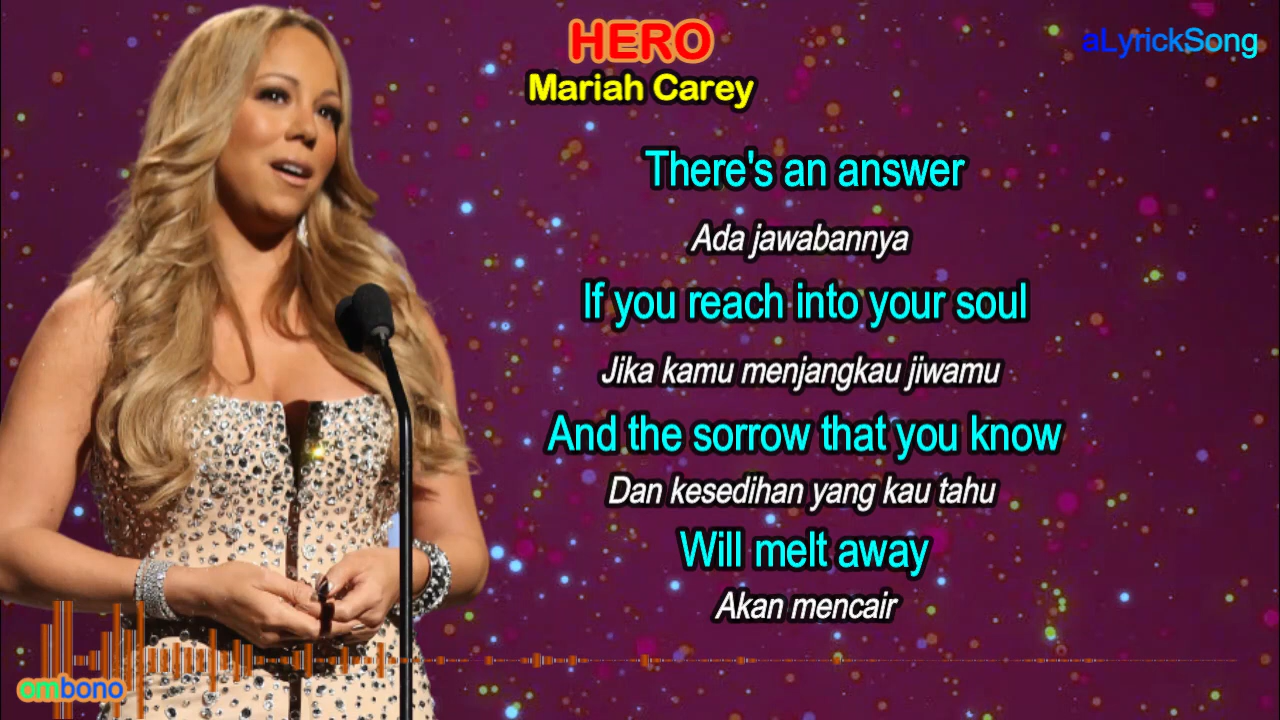 HERO
Mariah Carey
aLyrickSong
There's an answer
Ada jawabannya
If you reach into your soul
Jika kamu menjangkau jiwamu
And the sorrow that you know
Dan kesedihan yang kau tahu
Will melt away
Akan mencair
ombono